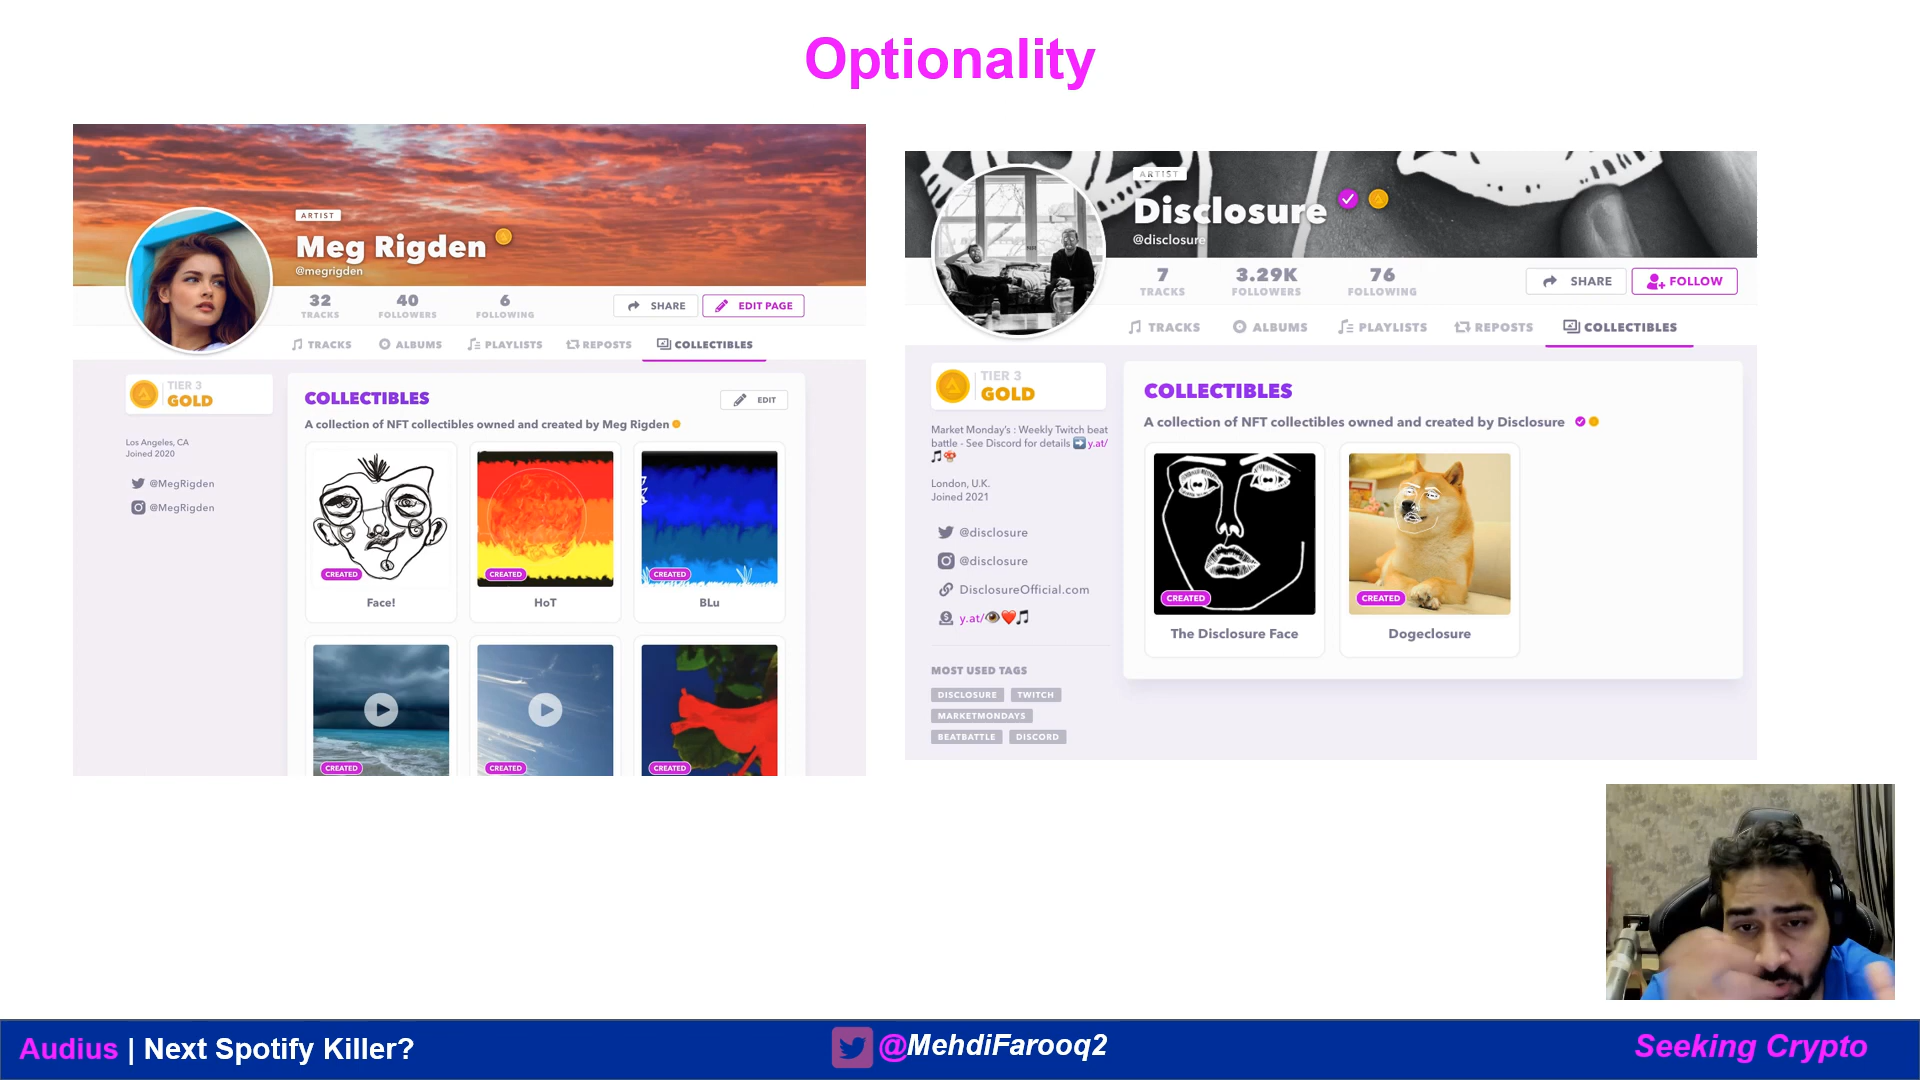 Optionality
ARTIST
Meg Rigden
@megrigden
32
TRACKS
40
FOLLOWERS
6
FOLLOWING
SHARE
EDIT PAGE
TRACKS
ALBUMS
PLAYLISTS
REPOSTS
COLLECTIBLES
TIER 3
GOLD
Los Angeles, CA
Joined 2020
@MegRigden
@MegRigden
COLLECTIBLES
EDIT
A collection of NFT collectibles owned and created by Meg Rigden
CREATED
Face!
CREATED
HoT
CREATED
BLu
CREATED
CREATED
CREATED
ARTIST
Disclosure
@disclosure
7
TRACKS
3.29K
FOLLOWERS
76
FOLLOWING
SHARE
FOLLOW
TRACKS
ALBUMS
PLAYLISTS
REPOSTS
COLLECTIBLES
TIER 3
GOLD
Market Monday's : Weekly Twitch beat
battle - See Discord for details ➡️ y.at/
🎵🍄
London, U.K.
Joined 2021
@disclosure
@disclosure
DisclosureOfficial.com
y.at/👁️❤️🎵
MOST USED TAGS
DISCLOSURE TWITCH
MARKETMONDAYS
BEATBATTLE DISCORD
COLLECTIBLES
A collection of NFT collectibles owned and created by Disclosure
CREATED
The Disclosure Face
CREATED
Dogeclosure
Audius | Next Spotify Killer?
@MehdiFarooq2
Seeking Crypto